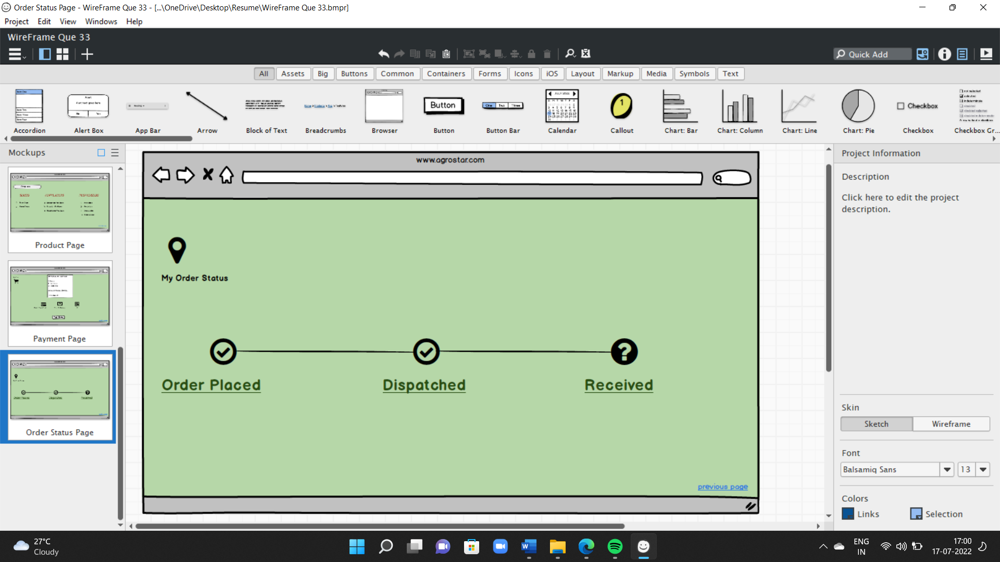 Order Status Page - WireFrame Que 33 - [...\OneDrive\Desktop\Resume\WireFrame Que 33.bmpr]
Project Edit View Windows Help
WireFrame Que 33
Quick Add
All Assets Big Buttons Common Containers Forms Icons iOS Layout Markup Media Symbols Text
Button
One Two Three
JULY 2022
1
Checkbox
Accordion Alert Box App Bar Arrow Block of Text Breadcrumbs Browser Button Button Bar Calendar Callout Chart: Bar Chart: Column Chart: Line Chart: Pie Checkbox Checkbox Gr...
Mockups
Product Page
Payment Page
Order Status Page
www.agrostar.com
My Order Status
Order Placed Dispatched Received
previous page
Project Information
Description
Click here to edit the project
description.
Skin
Sketch Wireframe
Font
Balsamiq Sans 13
Colors
Links Selection
27°C
Cloudy
ENG
IN
17:00
17-07-2022